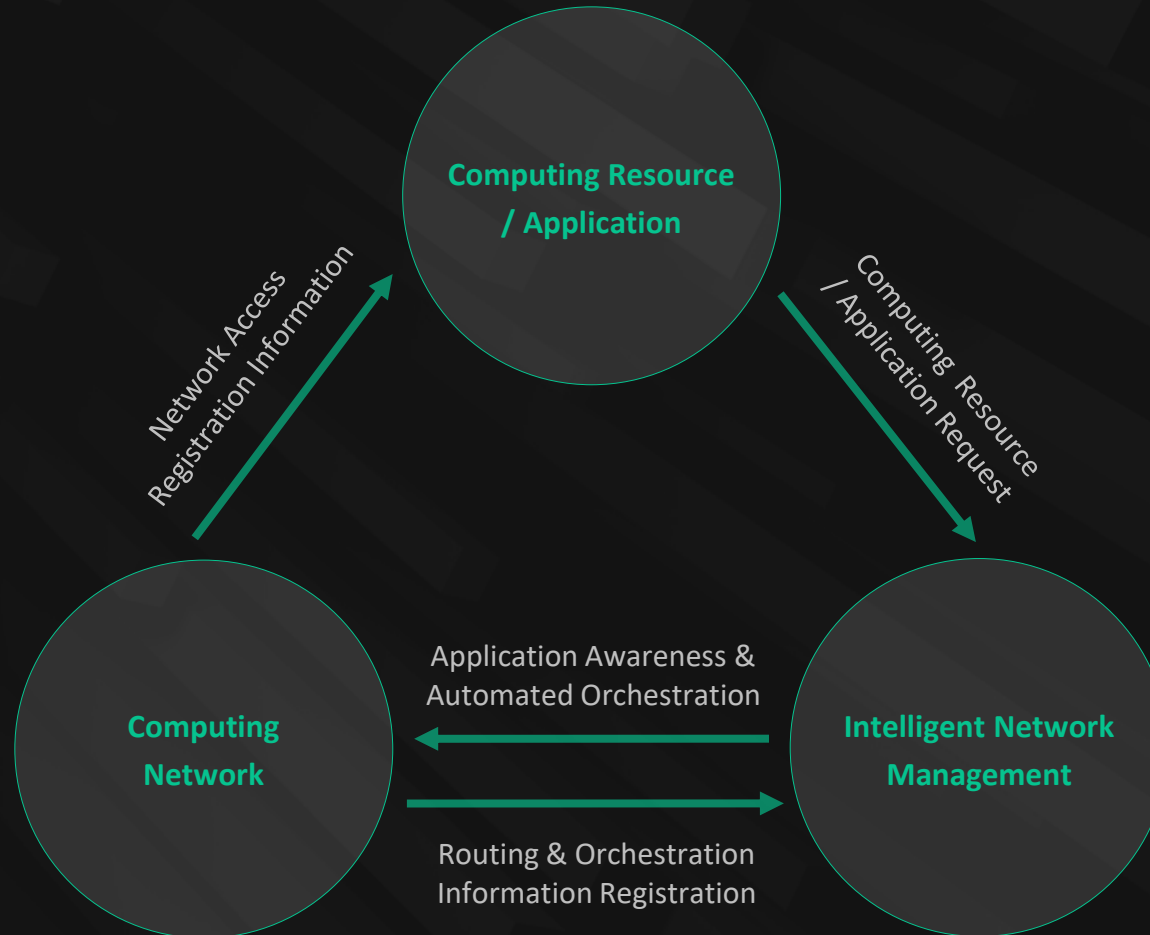 Computing Resource
/ Application
Network Access
Registration Information
Computing  Resource
/ Application Request
Application Awareness &
Automated Orchestration
Computing
Network
Intelligent Network
Management
Routing & Orchestration
Information Registration